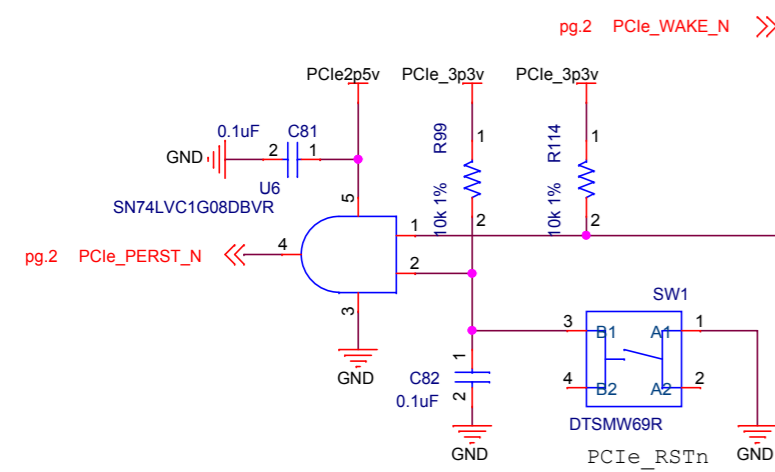 pg.2 PCIe_WAKE_N
PCIe2p5v PCIe_3p3v PCIe_3p3v
0.1uF C81
R99 1
R114 1
GND 2 1
U6
SN74LVC1G08DBVR
5
10k 1% 2
10k 1% 2
1
pg.2 PCIe_PERST_N 4
2
3
SW1
3 B1 A1 1
GND
1
C82
4 B2 A2 2
0.1uF 2
DTSMW69R
GND
PCIe_RSTn
GND